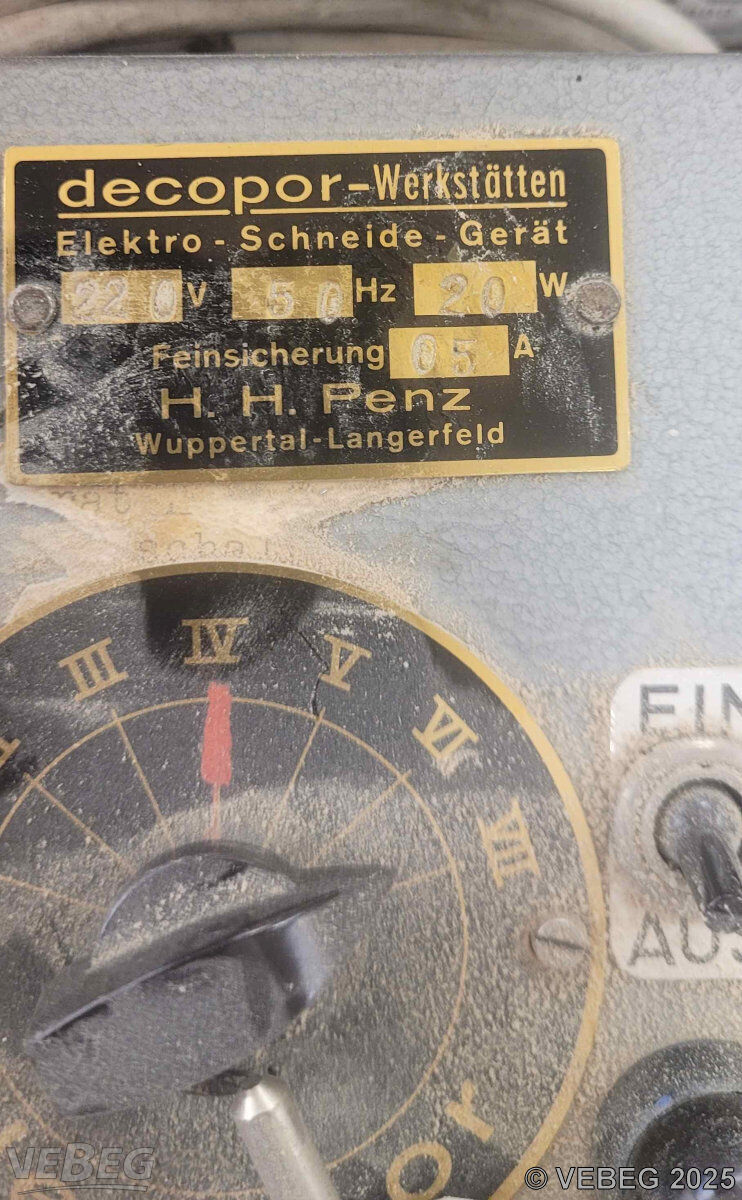 decopor-Werkstätten
Elektro - Schneide - Gerät
220 V 50 Hz 20 W
Feinsicherung 05 A
H. H. Penz
Wuppertal-Langerfeld
III
IV
V
VI
VII
EIN
AUS
or
VEBEG
© VEBEG 2025